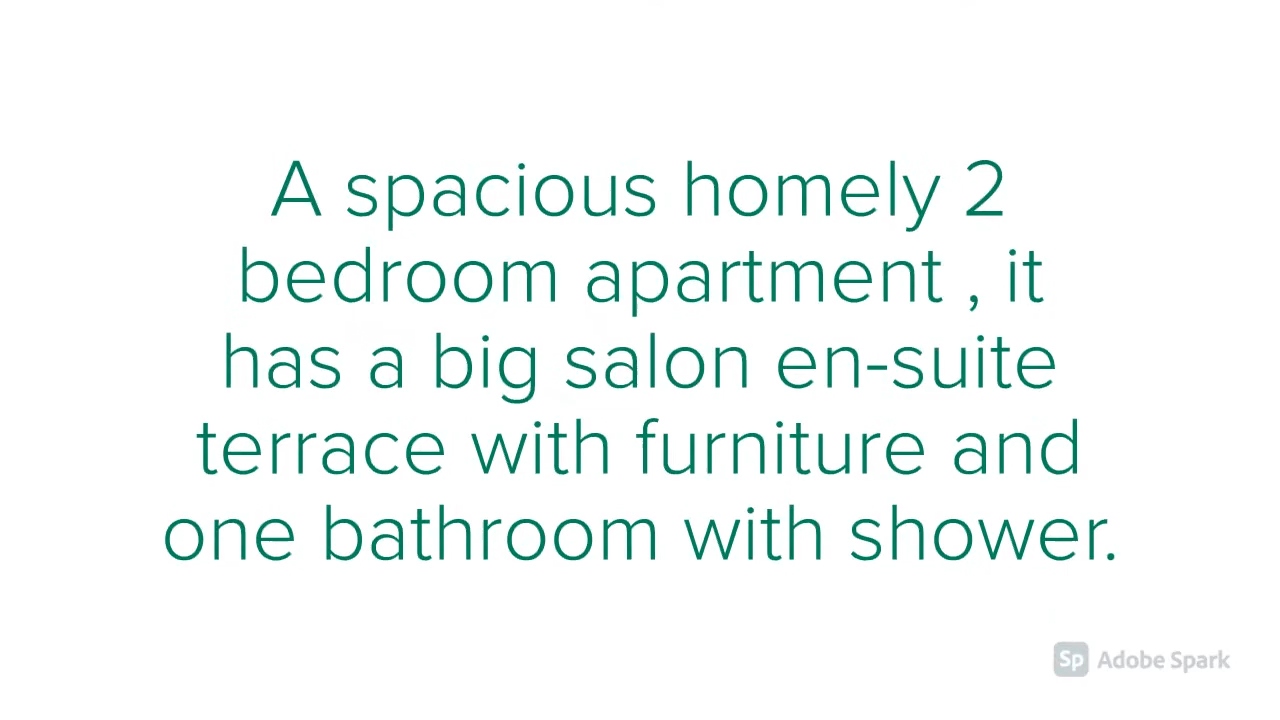 A spacious homely 2
bedroom apartment , it
has a big salon en-suite
terrace with furniture and
one bathroom with shower.
Sp Adobe Spark